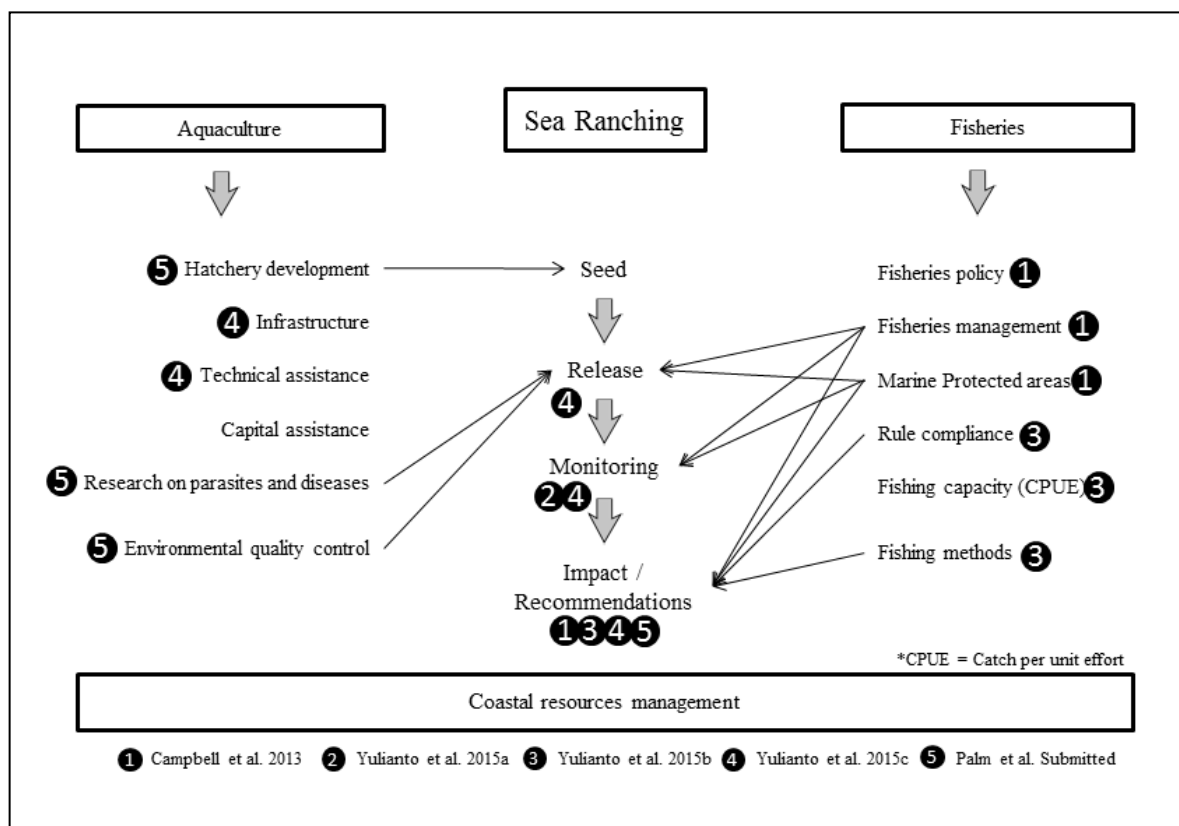 Aquaculture
Sea Ranching
Fisheries
5 Hatchery development
Seed
Fisheries policy 1
4 Infrastructure
Fisheries management 1
4 Technical assistance
Release
4
Marine Protected areas 1
Capital assistance
Rule compliance 3
5 Research on parasites and diseases
Monitoring
2 4
Fishing capacity (CPUE) 3
5 Environmental quality control
Fishing methods 3
Impact /
Recommendations
1 3 4 5
*CPUE = Catch per unit effort
Coastal resources management
1 Campbell et al. 2013 2 Yulianto et al. 2015a 3 Yulianto et al. 2015b 4 Yulianto et al. 2015c 5 Palm et al. Submitted